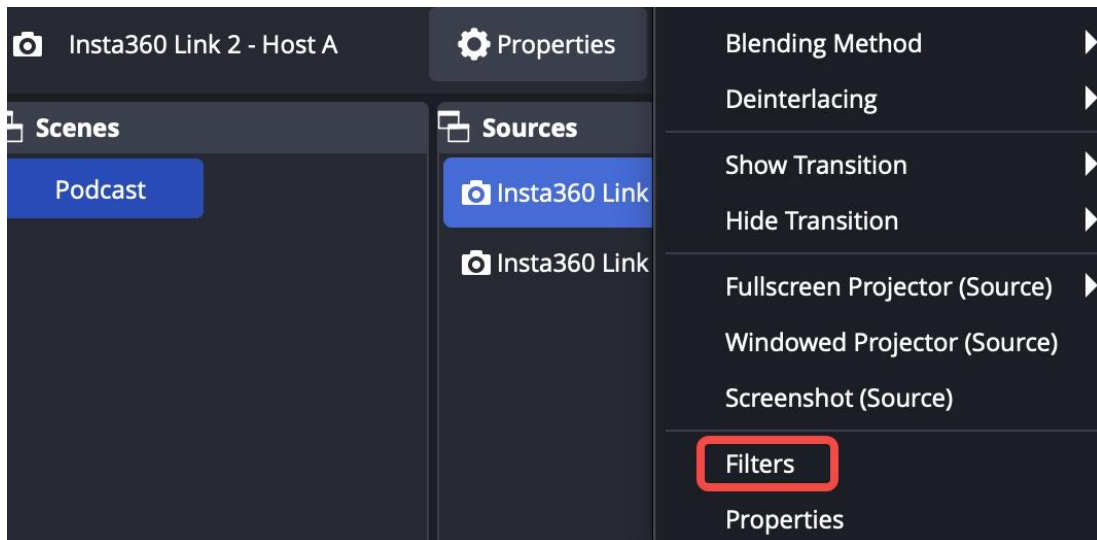 Insta360 Link 2 - Host A
Properties
Scenes
Podcast
Sources
Insta360 Link
Insta360 Link
Blending Method
Deinterlacing
Show Transition
Hide Transition
Fullscreen Projector (Source)
Windowed Projector (Source)
Screenshot (Source)
Filters
Properties